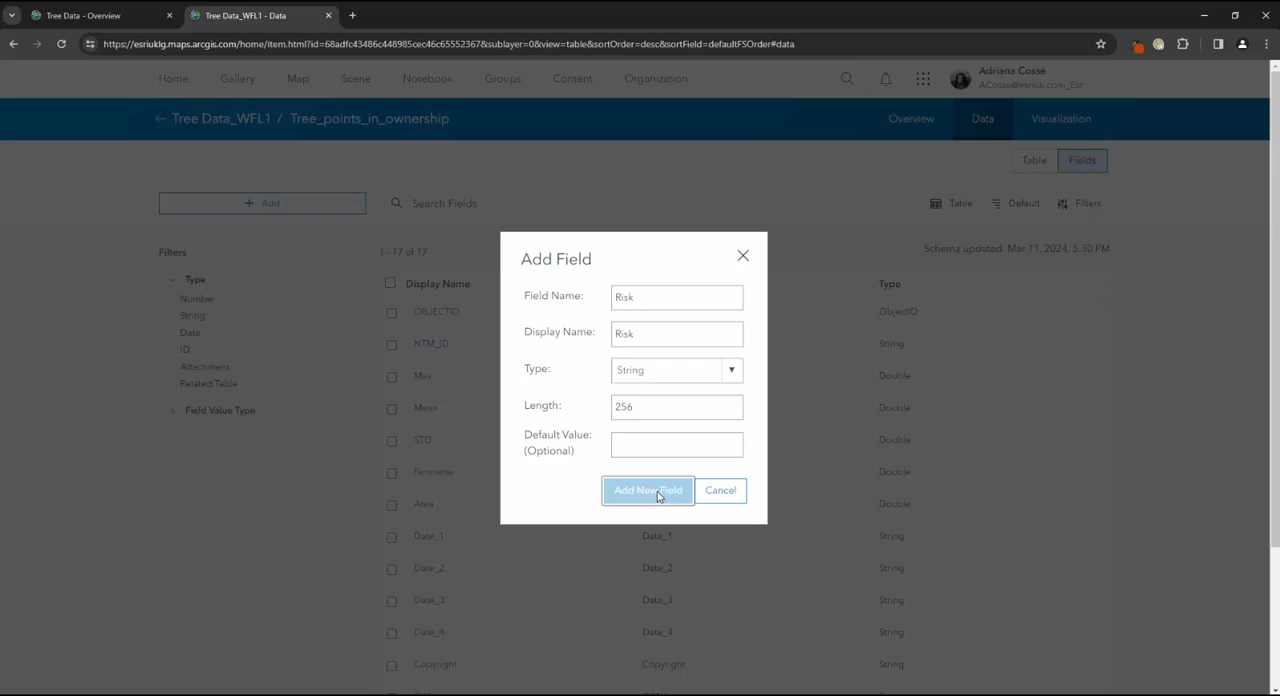 Tree Data - Overview
Tree Data_WFL1 - Data
https://esriuklg.maps.arcgis.com/home/item.html?id=68adfc43486c448985cec46c65552367&sublayer=0&view=table&sortOrder=desc&sortField=defaultFSOrder#data
Home Gallery Map Scene Notebook Groups Content Organization
Adriana Cosse
ACosse@esriuk.com_Esr...
Tree Data_WFL1 / Tree_points_in_ownership
Overview Data Visualization
Table Fields
+ Add
Search Fields
Table Default Filters
Filters
1 - 17 of 17
Schema updated: Mar 11, 2024, 5:30 PM
Type
Number
String
Date
ID
Attachment
Related Table
Field Value Type
Display Name
Type
OBJECTID
ObjectID
NTM_ID
String
Max
Double
Mean
Double
STD
Double
Perimeter
Double
Area
Double
Date_1 Date_1 String
Date_2 Date_2 String
Date_3 Date_3 String
Date_4 Date_4 String
Copyright Copyright String
Add Field
Field Name: Risk
Display Name: Risk
Type: String
Length: 256
Default Value:
(Optional)
Add New Field Cancel